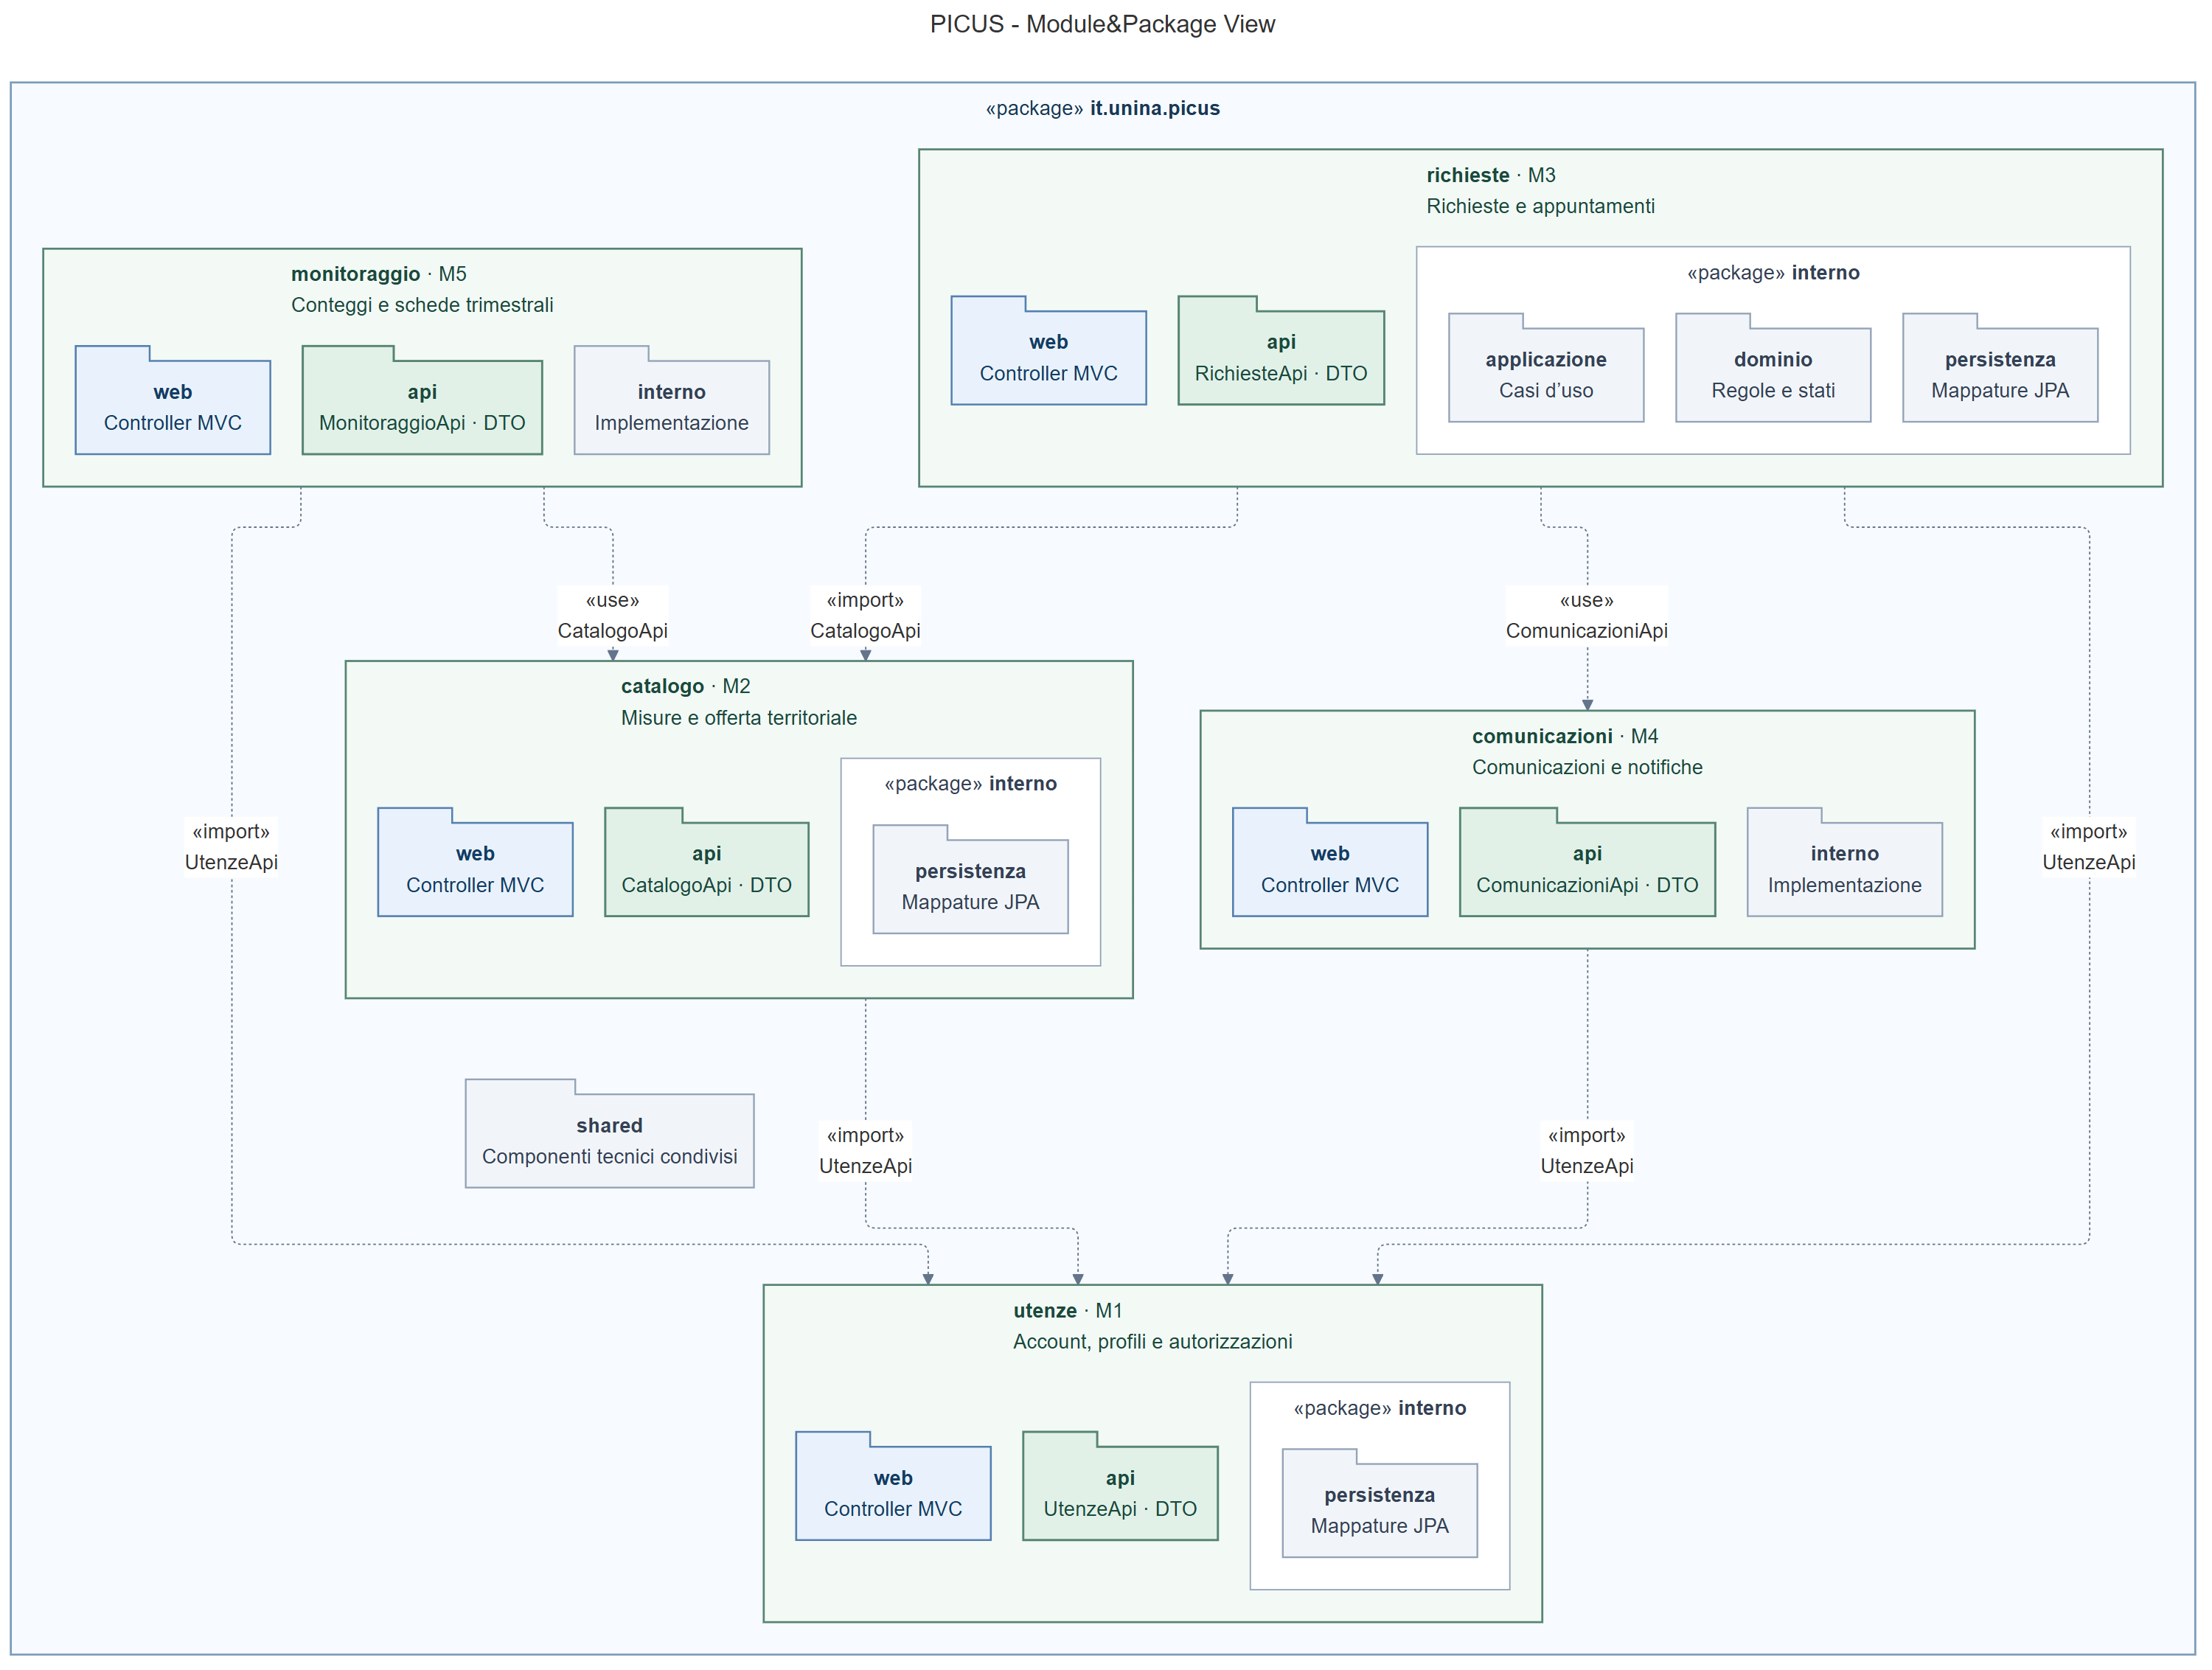 PICUS - Module&Package View
«package» it.unina.picus
richieste · M3
Richieste e appuntamenti
web
Controller MVC
api
RichiesteApi · DTO
«package» interno
applicazione
Casi d’uso
dominio
Regole e stati
persistenza
Mappature JPA
monitoraggio · M5
Conteggi e schede trimestrali
web
Controller MVC
api
MonitoraggioApi · DTO
interno
Implementazione
«use»
CatalogoApi
«import»
CatalogoApi
«use»
ComunicazioniApi
«import»
UtenzeApi
«import»
UtenzeApi
catalogo · M2
Misure e offerta territoriale
web
Controller MVC
api
CatalogoApi · DTO
«package» interno
persistenza
Mappature JPA
comunicazioni · M4
Comunicazioni e notifiche
web
Controller MVC
api
ComunicazioniApi · DTO
interno
Implementazione
shared
Componenti tecnici condivisi
«import»
UtenzeApi
«import»
UtenzeApi
utenze · M1
Account, profili e autorizzazioni
web
Controller MVC
api
UtenzeApi · DTO
«package» interno
persistenza
Mappature JPA